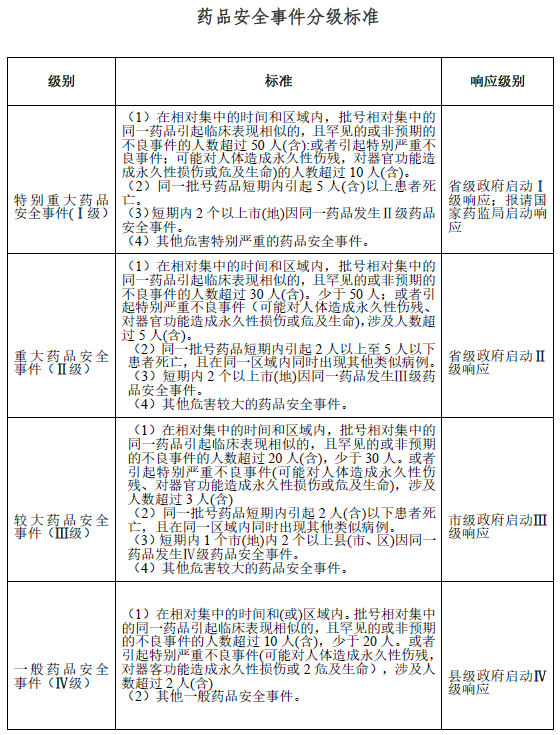 药品安全事件分级标准
级别
标准
响应级别
特别重大药品
安全事件(Ⅰ级)
（1）在相对集中的时间和区域内，批号相对集中的
同一药品引起临床表现相似的，且罕见的或非预期的
不良事件的人数超过 50 人(含):或者引起特别严重不
良事件；可能对人体造成永久性伤残，对器官功能造
成永久性损伤或危及生命)的人教超过 10 人(含)。
（2）同一批号药品短期内引起 5 人(含)以上患者死
亡。
（3）短期内 2 个以上市(地)因同一药品发生Ⅱ级药品
安全事件。
（4）其他危害特别严重的药品安全事件。
省级政府启动Ⅰ
级响应；报请国
家药监局启动响
应
重大药品安全
事件（Ⅱ级）
（1）在相对集中的时间和区域内，批号相对集中的
同一药品引起临床表现相似的，且罕见的或非预期的
不良事件的人数超过 30 人(含)。少于 50 人；或者引
起特别严重不良事件（可能对人体造成永久性伤残、
对器官功能造成永久性损伤或危及生命),涉及人数超
过 5 人(含)。
（2）同一批号药品短期内引起 2 人以上至 5 人以下
患者死亡，且在同一区域内同时出现其他类似病例。
（3）短期内 2 个以上市(地)因同一药品发生Ⅲ级药
品安全事件。
（4）其他危害较大的药品安全事件。
省级政府启动Ⅱ
级响应
较大药品安全
事件（Ⅲ级）
（1）在相对集中的时间和区域内，批号相对集中的
同一药品引起临床表现相似的，且罕见的或非预期
的不良事件的人数超过 20 人(含)，少于 30 人。或者
引起特别严重不良事件(可能对人体造成永久性伤
残、对器官功能造成永久性损伤或危及生命)，涉及
人数超过 3 人(含)
（2）同一批号药品短期内引起 2 人(含)以下患者死
亡，且在同一区域内同时出现其他类似病例。
（3）短期内 1 个市(地)内 2 个以上县(市、区)因同一
药品发生Ⅳ级药品安全事件。
（4）其他危害较大的药品安全事件。
市级政府启动Ⅲ
级响应
一般药品安全
事件（Ⅳ级）
（1）在相对集中的时间和(或)区域内。批号相对集中
的同一药品引起临床表现相似的，且罕见的或非预期
的不良事件的人数超过 10 人(含)，少于 20 人。或者
引起特别严重不良事件(可能对人体造成永久性伤残，
对器客功能造成永久性损伤或 2 危及生命），涉及人
数超过 2 人(含)
（2）其他一般药品安全事件。
县级政府启动Ⅳ
级响应